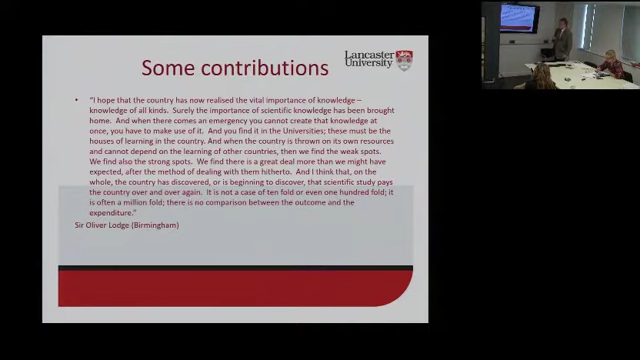 Some contributions
Lancaster
University
• "I hope that the country has now realised the vital importance of knowledge –
knowledge of all kinds. Surely the importance of scientific knowledge has been brought
home. And when there comes an emergency you cannot create that knowledge at
once, you have to make use of it. And you find it in the Universities; these must be the
houses of learning in the country. And when the country is thrown on its own resources
and cannot depend on the learning of other countries, then we find the weak spots.
We find also the strong spots. We find there is a great deal more than we might have
expected, after the method of dealing with them hitherto. And I think that, on
the whole, the country has discovered, or is beginning to discover, that scientific study pays
the country over and over again. It is not a case of ten fold or even one hundred fold; it
is often a million fold; there is no comparison between the outcome and the
expenditure."
Sir Oliver Lodge (Birmingham)